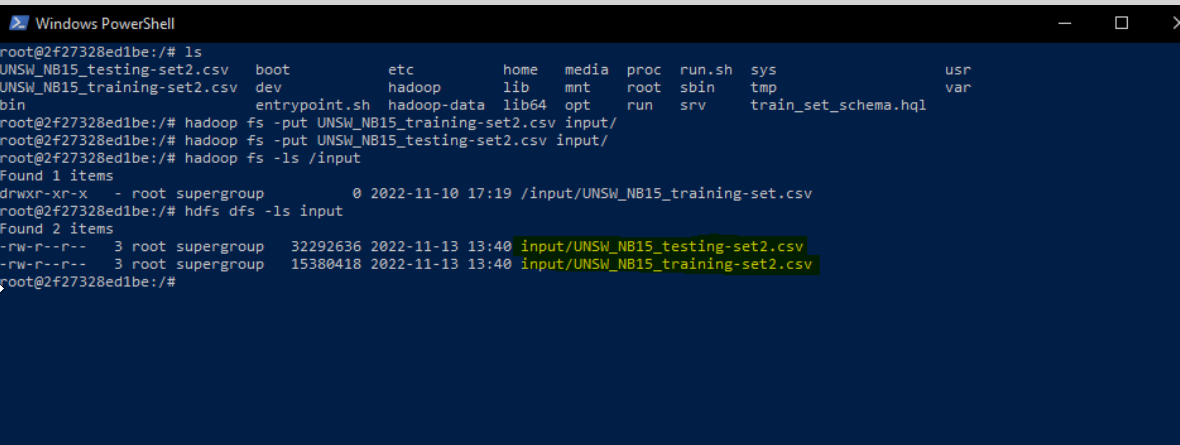 Windows PowerShell
root@2f27328ed1be:/# ls
UNSW_NB15_testing-set2.csv   boot           etc          home   media  proc  run.sh  sys                   usr
UNSW_NB15_training-set2.csv  dev            hadoop       lib    mnt    root  sbin    tmp                   var
bin                          entrypoint.sh  hadoop-data  lib64  opt    run   srv     train_set_schema.hql
root@2f27328ed1be:/# hadoop fs -put UNSW_NB15_training-set2.csv input/
root@2f27328ed1be:/# hadoop fs -put UNSW_NB15_testing-set2.csv input/
root@2f27328ed1be:/# hadoop fs -ls /input
Found 1 items
drwxr-xr-x   - root supergroup          0 2022-11-10 17:19 /input/UNSW_NB15_training-set.csv
root@2f27328ed1be:/# hdfs dfs -ls input
Found 2 items
-rw-r--r--   3 root supergroup   32292636 2022-11-13 13:40 input/UNSW_NB15_testing-set2.csv
-rw-r--r--   3 root supergroup   15380418 2022-11-13 13:40 input/UNSW_NB15_training-set2.csv
root@2f27328ed1be:/#